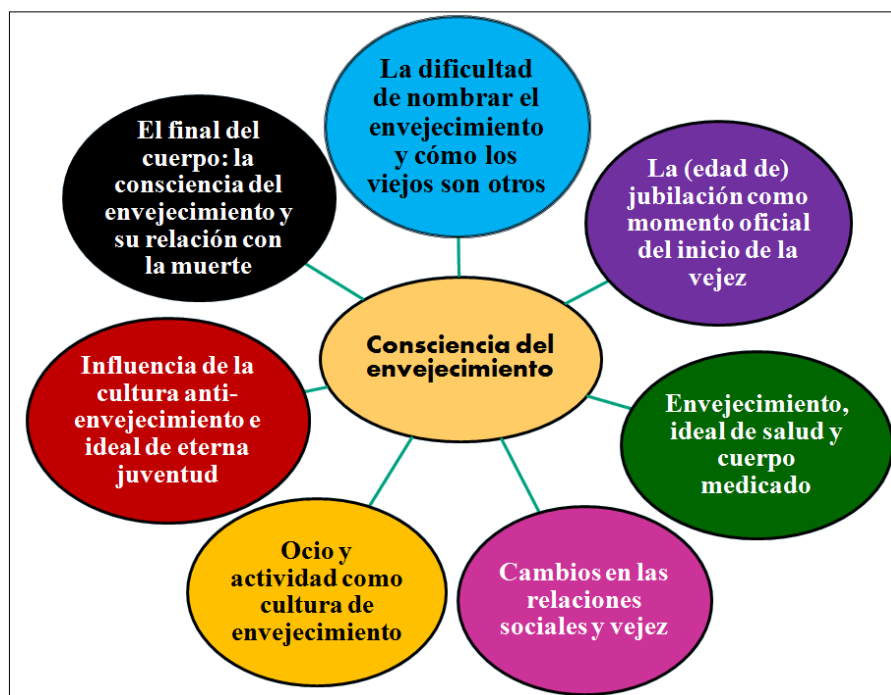 La dificultad
de nombrar el
envejecimiento
y cómo los
viejos son otros
El final del
cuerpo: la
consciencia del
envejecimiento y
su relación con
la muerte
La (edad de)
jubilación como
momento oficial
del inicio de la
vejez
Consciencia del
envejecimiento
Influencia de la
cultura anti-
envejecimiento e
ideal de eterna
juventud
Envejecimiento,
ideal de salud y
cuerpo
medicado
Ocio y
actividad como
cultura de
envejecimiento
Cambios en las
relaciones
sociales y vejez